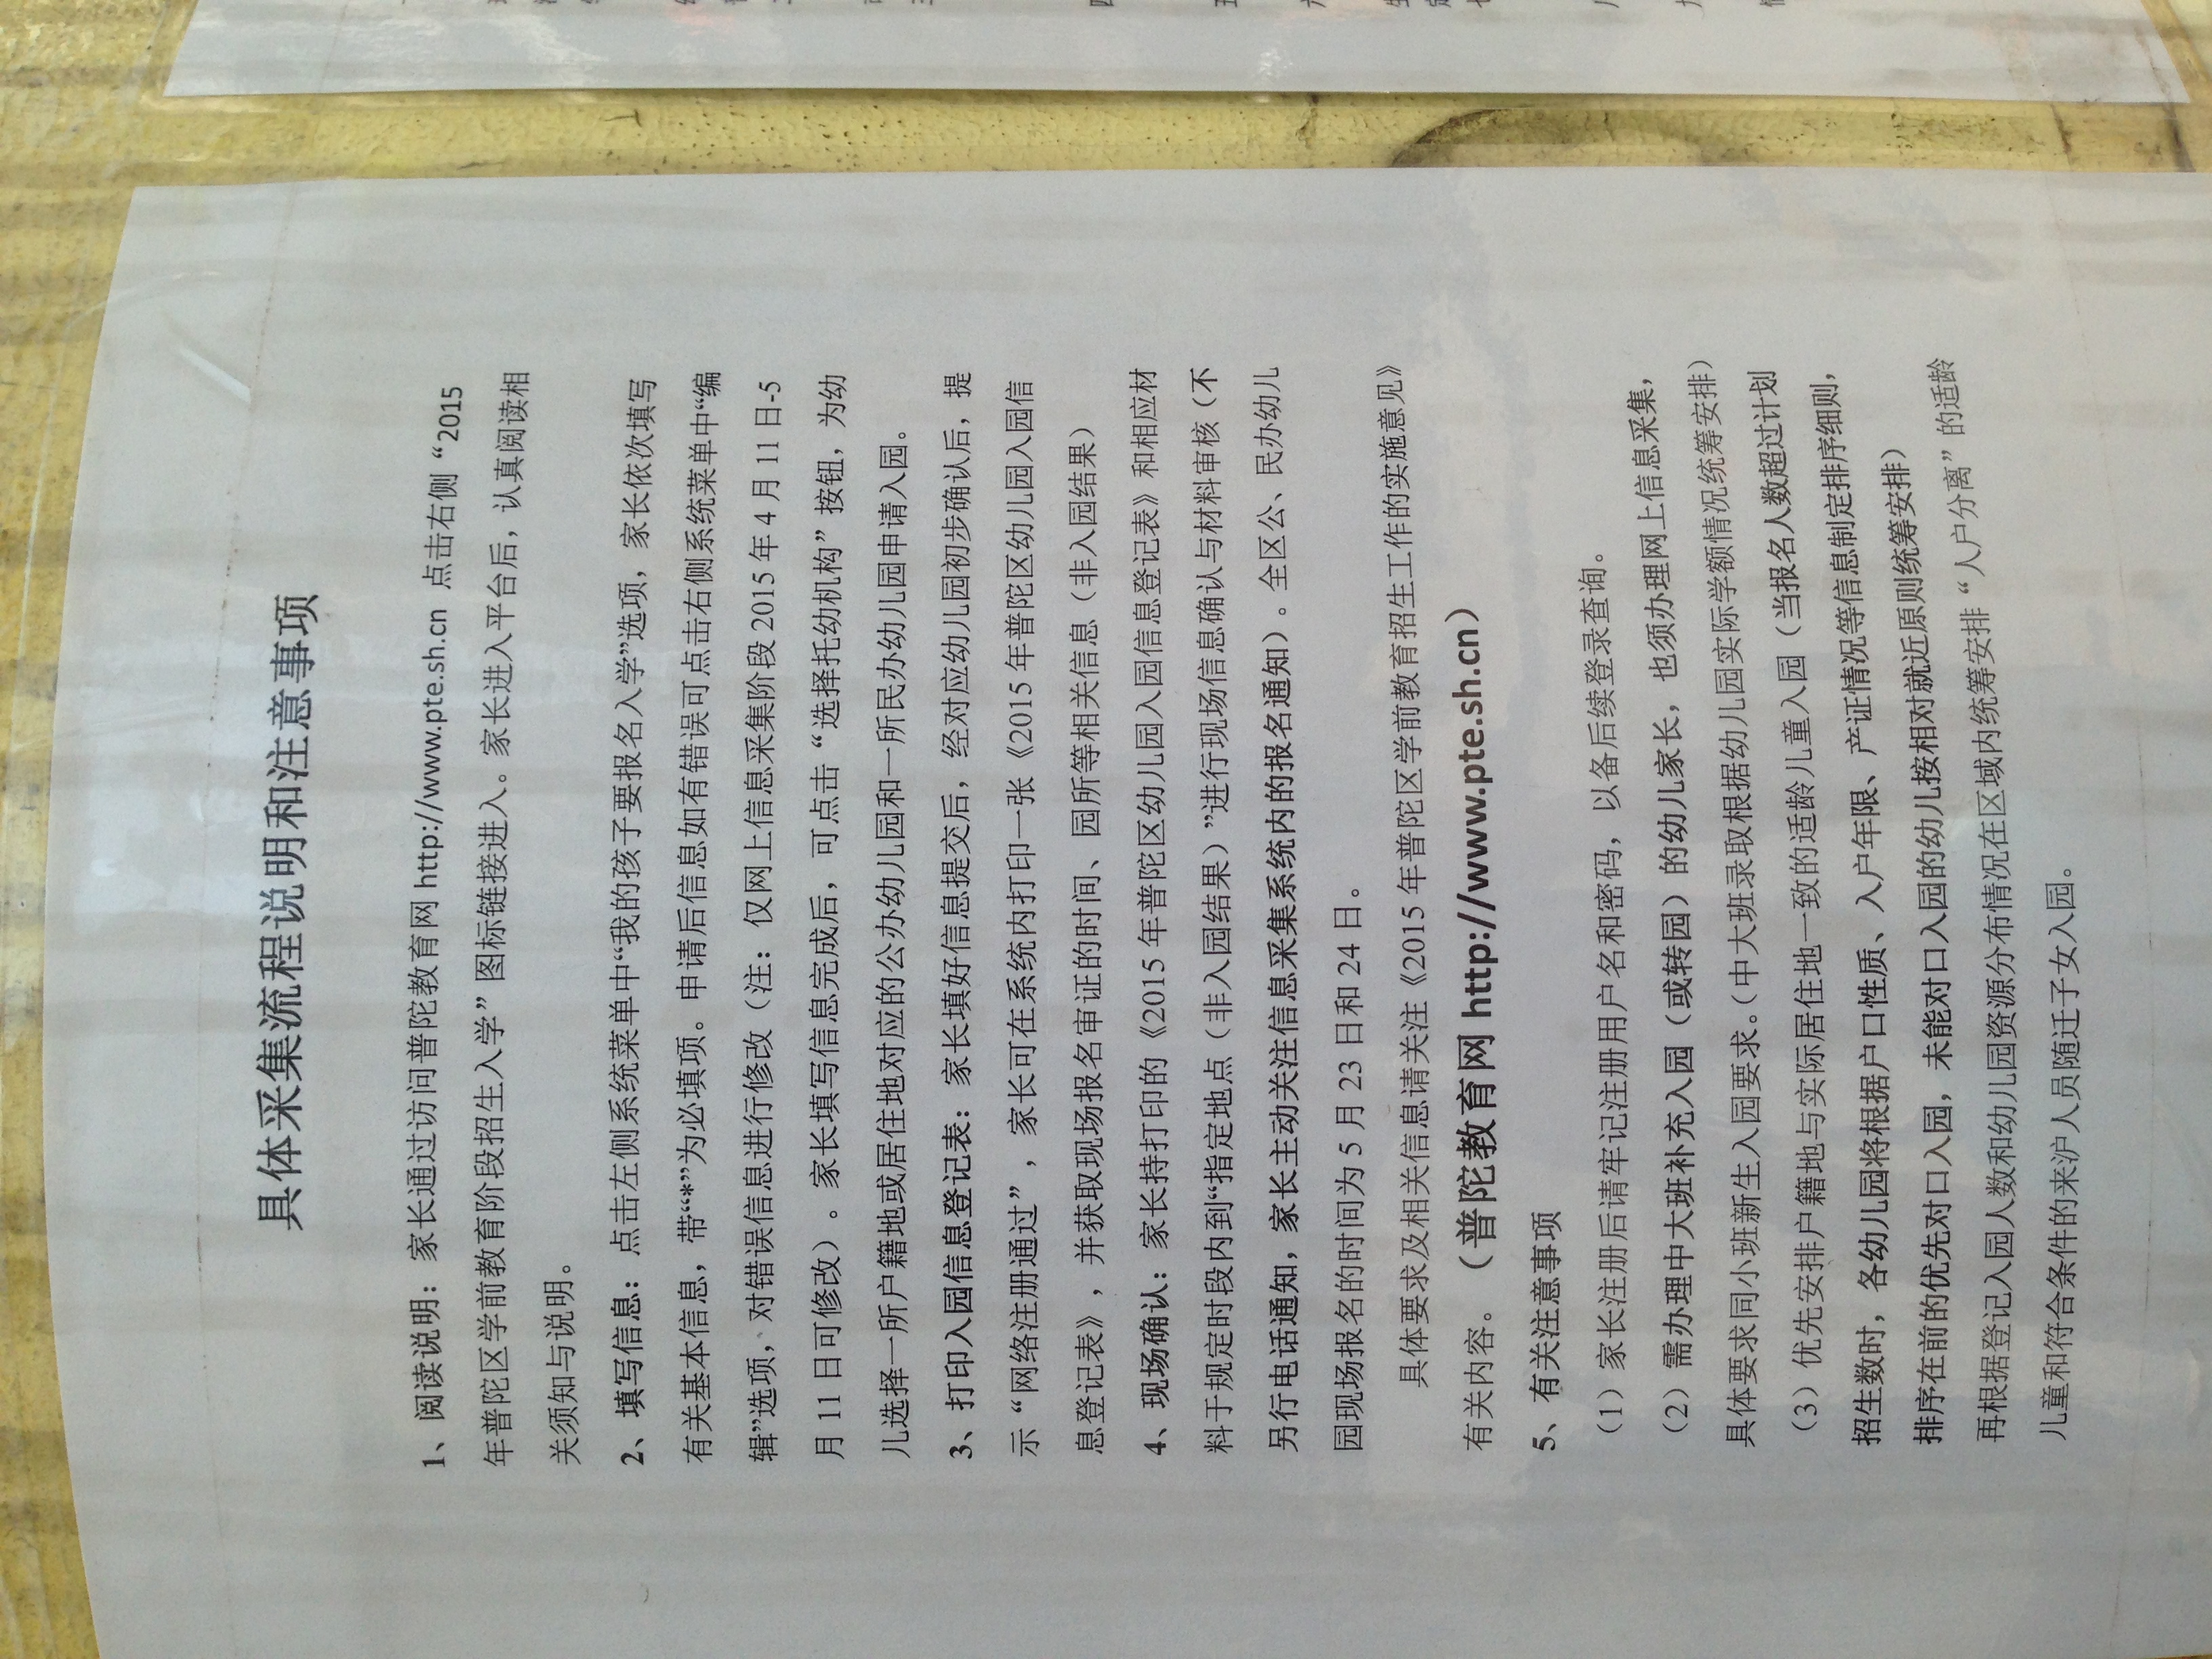 具体采集流程说明和注意事项
1、阅读说明：家长通过访问普陀教育网 http://www.pte.sh.cn 点击右侧“2015
年普陀区学前教育阶段招生入学”图标链接进入。家长进入平台后，认真阅读相
关须知与说明。
2、填写信息：点击左侧系统菜单中“我的孩子要报名入学”选项，家长依次填写
有关基本信息，带“*”为必填项。申请后信息如有错误可点击右侧系统菜单中“编
辑”选项，对错误信息进行修改（注：仅网上信息采集阶段 2015 年 4 月 11 日-5
月 11 日可修改）。家长填写信息完成后，可点击“选择托幼机构”按钮，为幼
儿选择一所户籍地或居住地对应的公办幼儿园和一所民办幼儿园申请入园。
3、打印入园信息登记表：家长填好信息提交后，经对应幼儿园初步确认后，提
示“网络注册通过”，家长可在系统内打印一张《2015 年普陀区幼儿园入园信
息登记表》，并获取现场报名审证的时间、园所等相关信息（非入园结果）
4、现场确认：家长持打印的《2015 年普陀区幼儿园入园信息登记表》和相应材
料于规定时段内到“指定地点（非入园结果）”进行现场信息确认与材料审核（不
另行电话通知，家长主动关注信息采集系统内的报名通知）。全区公、民办幼儿
园现场报名的时间为 5 月 23 日和 24 日。
具体要求及相关信息请关注《2015 年普陀区学前教育招生工作的实施意见》
有关内容。（普陀教育网 http://www.pte.sh.cn）
5、有关注意事项
（1）家长注册后请牢记注册用户名和密码，以备后续登录查询。
（2）需办理中大班补充入园（或转园）的幼儿家长，也须办理网上信息采集，
具体要求同小班新生入园要求。（中大班录取根据幼儿园实际学额情况统筹安排）
（3）优先安排户籍地与实际居住地一致的适龄儿童入园（当报名人数超过计划
招生数时，各幼儿园将根据户口性质、入户年限、产证情况等信息制定排序细则，
排序在前的优先对口入园，未能对口入园的幼儿按相对就近原则统筹安排）
再根据登记入园人数和幼儿园资源分布情况在区域内统筹安排“人户分离”的适龄
儿童和符合条件的来沪人员随迁子女入园。